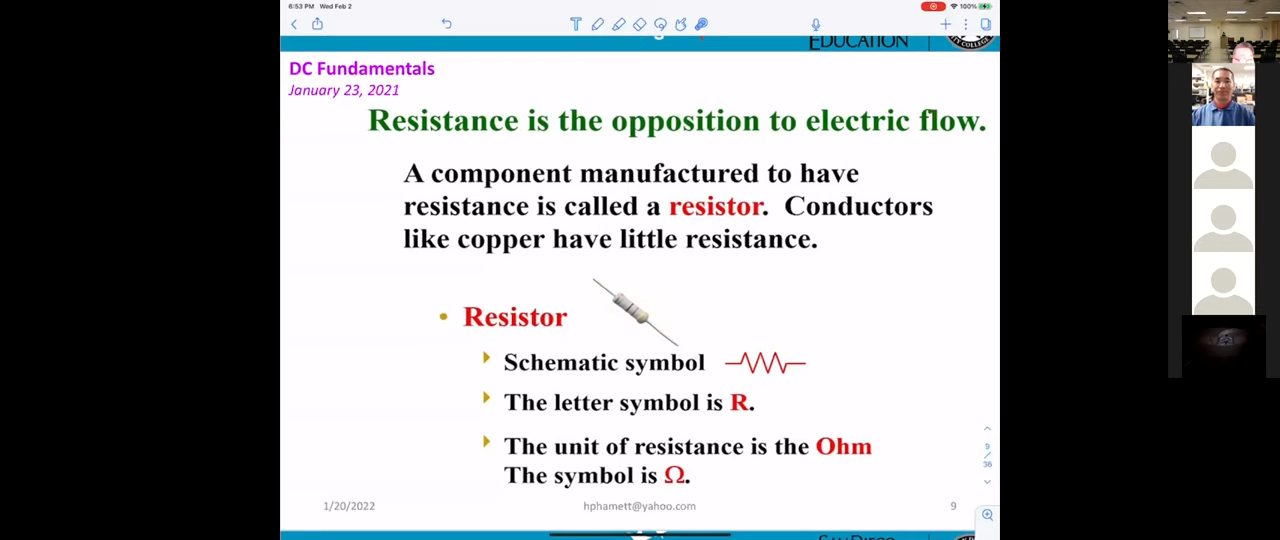 6:53 PM Wed Feb 2
100%
EDUCATION
DC Fundamentals
January 23, 2021
Resistance is the opposition to electric flow.
A component manufactured to have
resistance is called a resistor. Conductors
like copper have little resistance.
• Resistor
Schematic symbol
The letter symbol is R.
The unit of resistance is the Ohm
The symbol is Ω.
9
/
36
1/20/2022
hphamett@yahoo.com
9